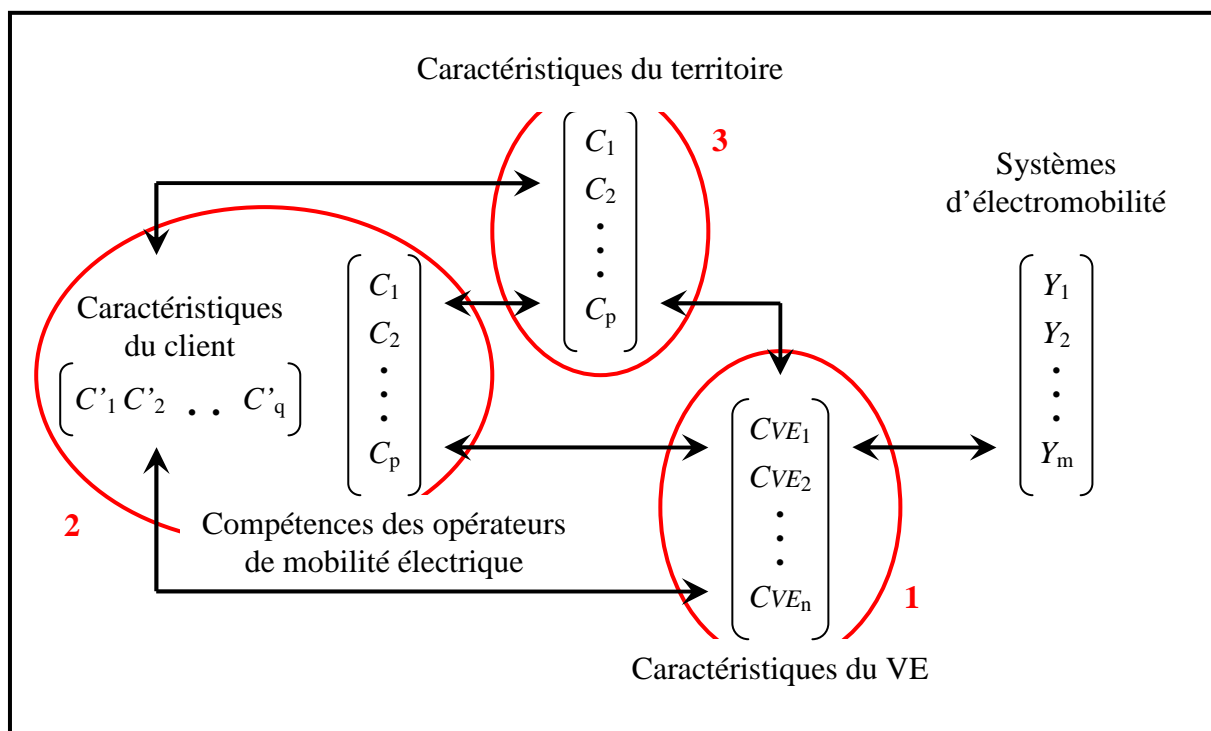 Caractéristiques du territoire
C1
C2
.
.
.
Cp
3
Systèmes
d’électromobilité
Y1
Y2
.
.
.
Ym
Caractéristiques
du client
C’1 C’2 . . C’q
C1
C2
.
.
.
Cp
2
Compétences des opérateurs
de mobilité électrique
CVE1
CVE2
.
.
.
CVEn
1
Caractéristiques du VE